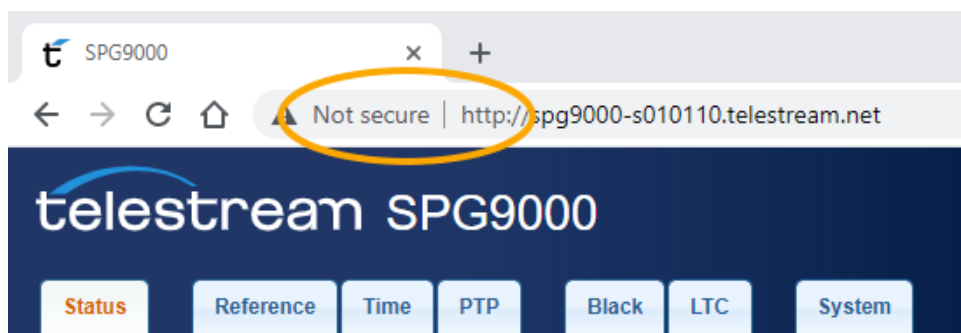 SPG9000
Not secure | http://spg9000-s010110.telestream.net
telestream SPG9000
Status Reference Time PTP Black LTC System